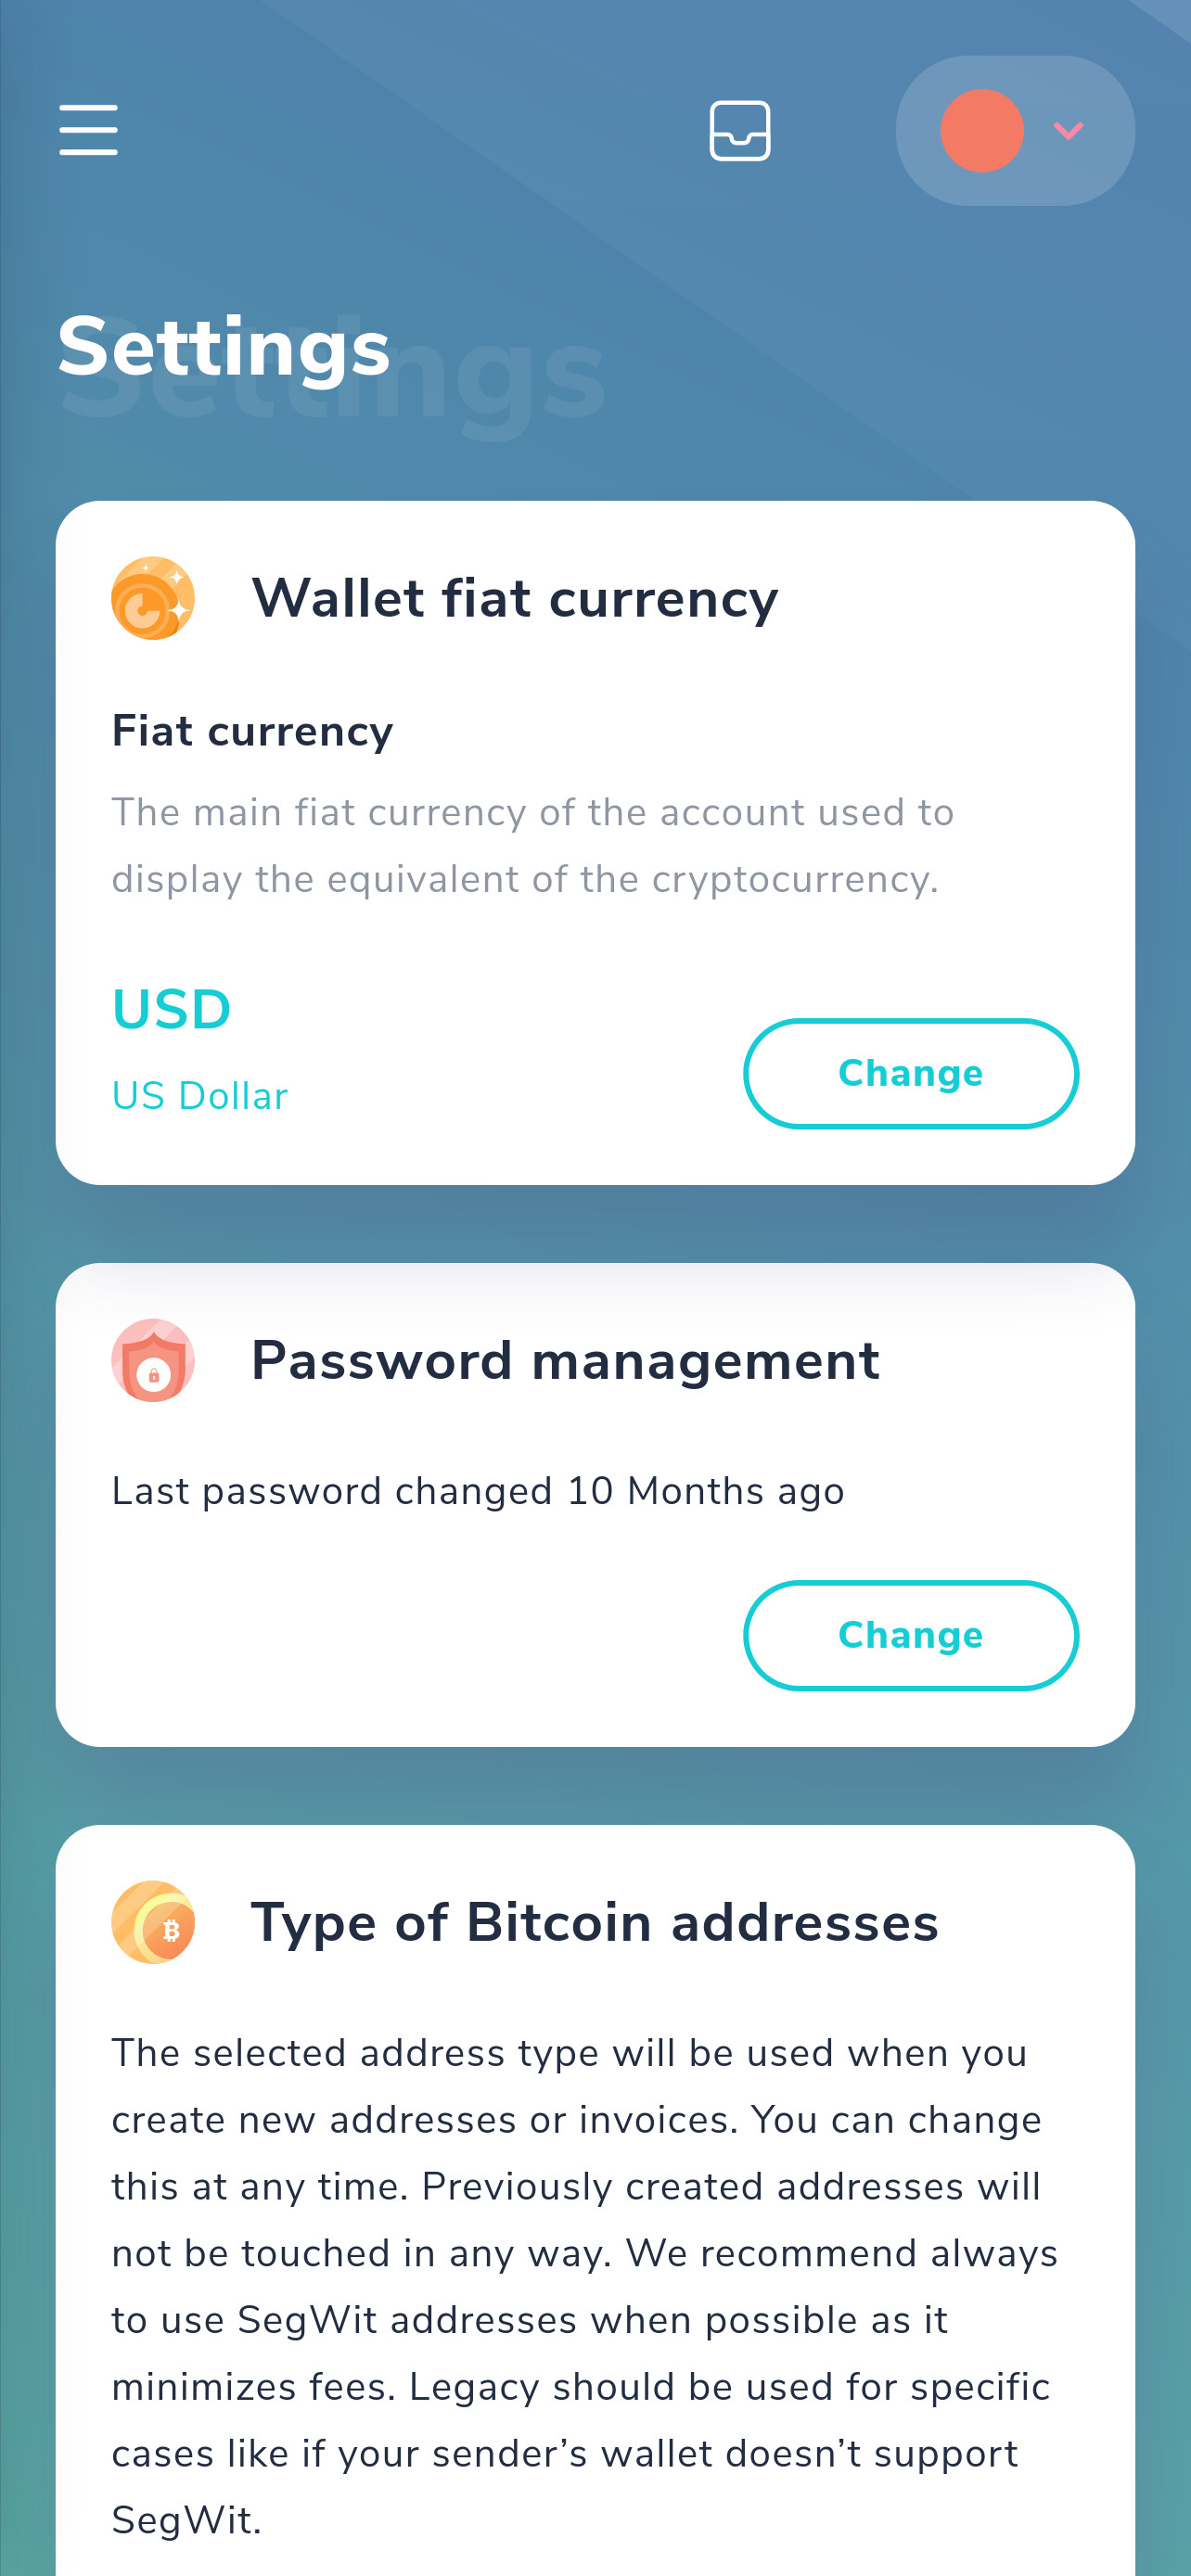 Settings
Settings
Wallet fiat currency
Fiat currency
The main fiat currency of the account used to
display the equivalent of the cryptocurrency.
USD
US Dollar
Change
Password management
Last password changed 10 Months ago
Change
Type of Bitcoin addresses
The selected address type will be used when you
create new addresses or invoices. You can change
this at any time. Previously created addresses will
not be touched in any way. We recommend always
to use SegWit addresses when possible as it
minimizes fees. Legacy should be used for specific
cases like if your sender’s wallet doesn’t support
SegWit.